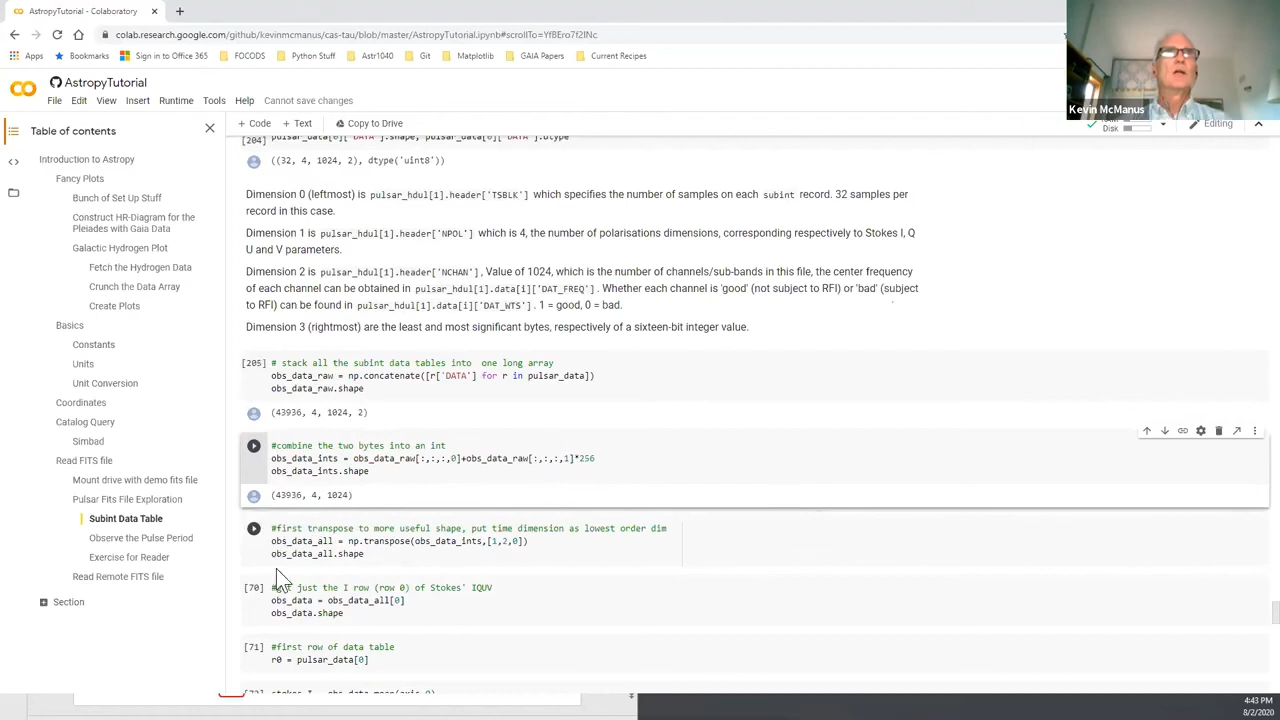 AstropyTutorial - Colaboratory
colab.research.google.com/github/kevinmcmanus/cas-tau/blob/master/AstropyTutorial.ipynb#scrollTo=YfBEro7f2INc
Apps Bookmarks Sign in to Office 365 FOCODS Python Stuff Astr1040 Git Matplotlib GAIA Papers Current Recipes
Kevin McManus
AstropyTutorial
File Edit View Insert Runtime Tools Help Cannot save changes
Table of contents
+ Code + Text Copy to Drive
Disk
Editing
Introduction to Astropy
Fancy Plots
Bunch of Set Up Stuff
Construct HR-Diagram for the
Pleiades with Gaia Data
Galactic Hydrogen Plot
Fetch the Hydrogen Data
Crunch the Data Array
Create Plots
Basics
Constants
Units
Unit Conversion
Coordinates
Catalog Query
Simbad
Read FITS file
Mount drive with demo fits file
Pulsar Fits File Exploration
Subint Data Table
Observe the Pulse Period
Exercise for Reader
Read Remote FITS file
Section
[204] pulsar_data[0]['DATA'].shape, pulsar_data[0]['DATA'].dtype
((32, 4, 1024, 2), dtype('uint8'))
Dimension 0 (leftmost) is pulsar_hdul[1].header['TSBLK'] which specifies the number of samples on each subint record. 32 samples per
record in this case.
Dimension 1 is pulsar_hdul[1].header['NPOL'] which is 4, the number of polarisations dimensions, corresponding respectively to Stokes I, Q
U and V parameters.
Dimension 2 is pulsar_hdul[1].header['NCHAN'], Value of 1024, which is the number of channels/sub-bands in this file, the center frequency
of each channel can be obtained in pulsar_hdul[1].data[i]['DAT_FREQ']. Whether each channel is 'good' (not subject to RFI) or 'bad' (subject
to RFI) can be found in pulsar_hdul[1].data[i]['DAT_WTS']. 1 = good, 0 = bad.
Dimension 3 (rightmost) are the least and most significant bytes, respectively of a sixteen-bit integer value.
[205] # stack all the subint data tables into one long array
obs_data_raw = np.concatenate([r['DATA'] for r in pulsar_data])
obs_data_raw.shape
(43936, 4, 1024, 2)
#combine the two bytes into an int
obs_data_ints = obs_data_raw[:,:,:,0]+obs_data_raw[:,:,:,1]*256
obs_data_ints.shape
(43936, 4, 1024)
#first transpose to more useful shape, put time dimension as lowest order dim
obs_data_all = np.transpose(obs_data_ints,[1,2,0])
obs_data_all.shape
[70] just the I row (row 0) of Stokes' IQUV
obs_data = obs_data_all[0]
obs_data.shape
[71] #first row of data table
r0 = pulsar_data[0]
4:43 PM
8/2/2020